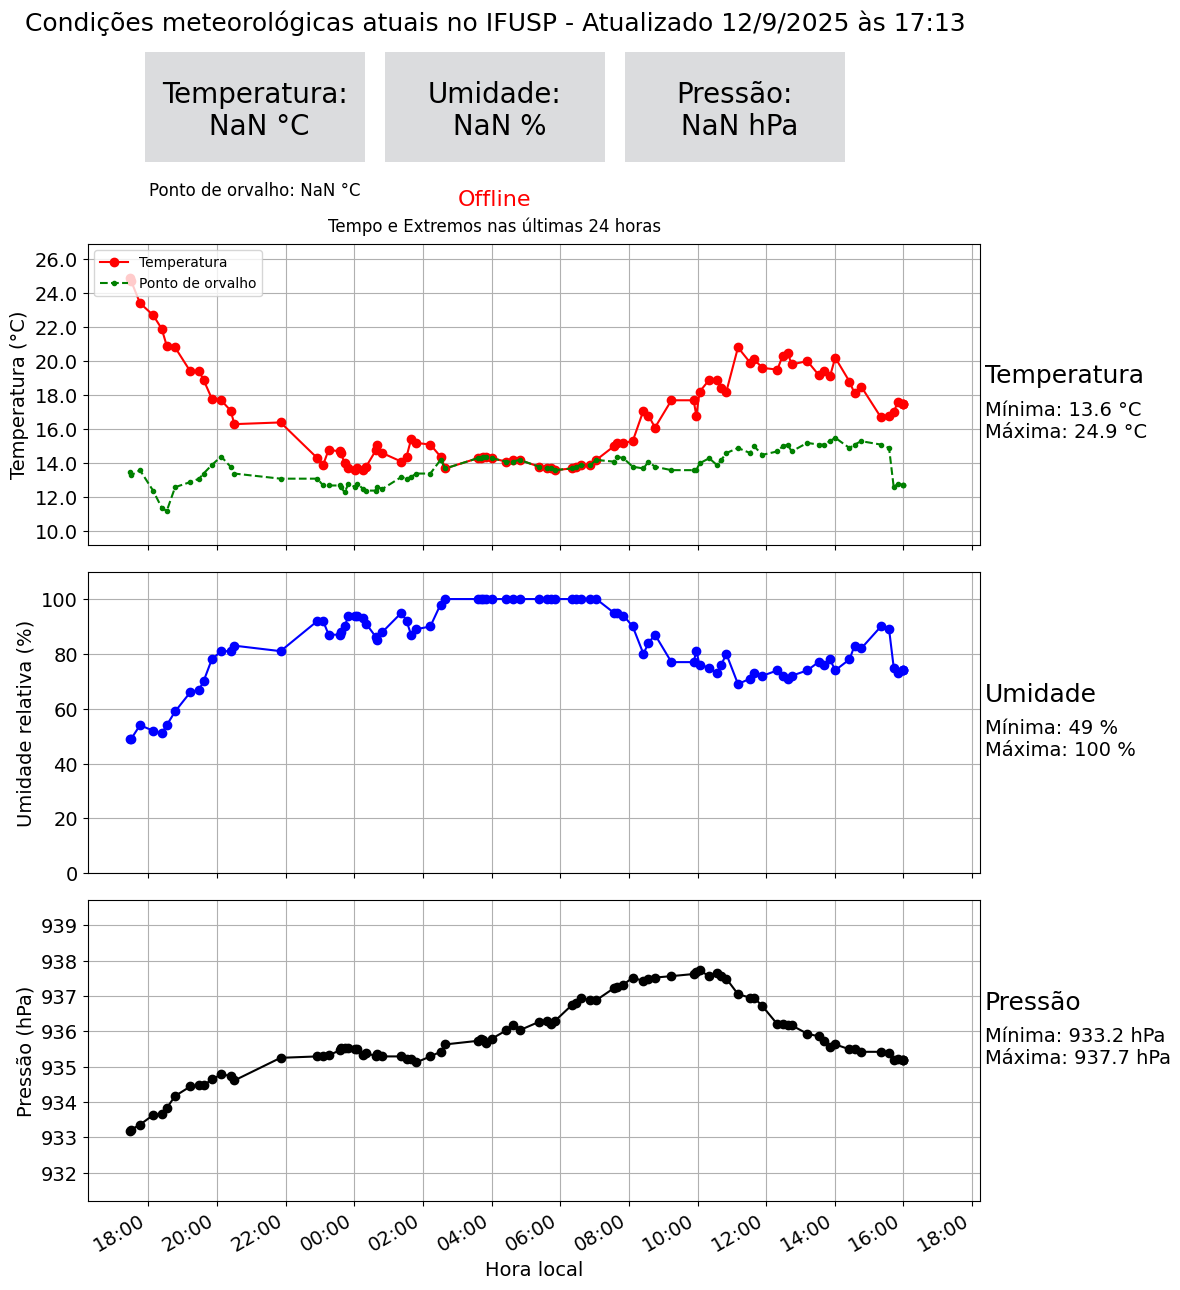 Condições meteorológicas atuais no IFUSP - Atualizado 12/9/2025 às 17:13
Temperatura:
NaN °C
Umidade:
NaN %
Pressão:
NaN hPa
Ponto de orvalho: NaN °C
Offline
Tempo e Extremos nas últimas 24 horas
Temperatura (°C)
26.0
24.0
22.0
20.0
18.0
16.0
14.0
12.0
10.0
Temperatura
Ponto de orvalho
Temperatura
Mínima: 13.6 °C
Máxima: 24.9 °C
Umidade relativa (%)
100
80
60
40
20
0
Umidade
Mínima: 49 %
Máxima: 100 %
Pressão (hPa)
939
938
937
936
935
934
933
932
Pressão
Mínima: 933.2 hPa
Máxima: 937.7 hPa
18:00 20:00 22:00 00:00 02:00 04:00 06:00 08:00 10:00 12:00 14:00 16:00 18:00
Hora local